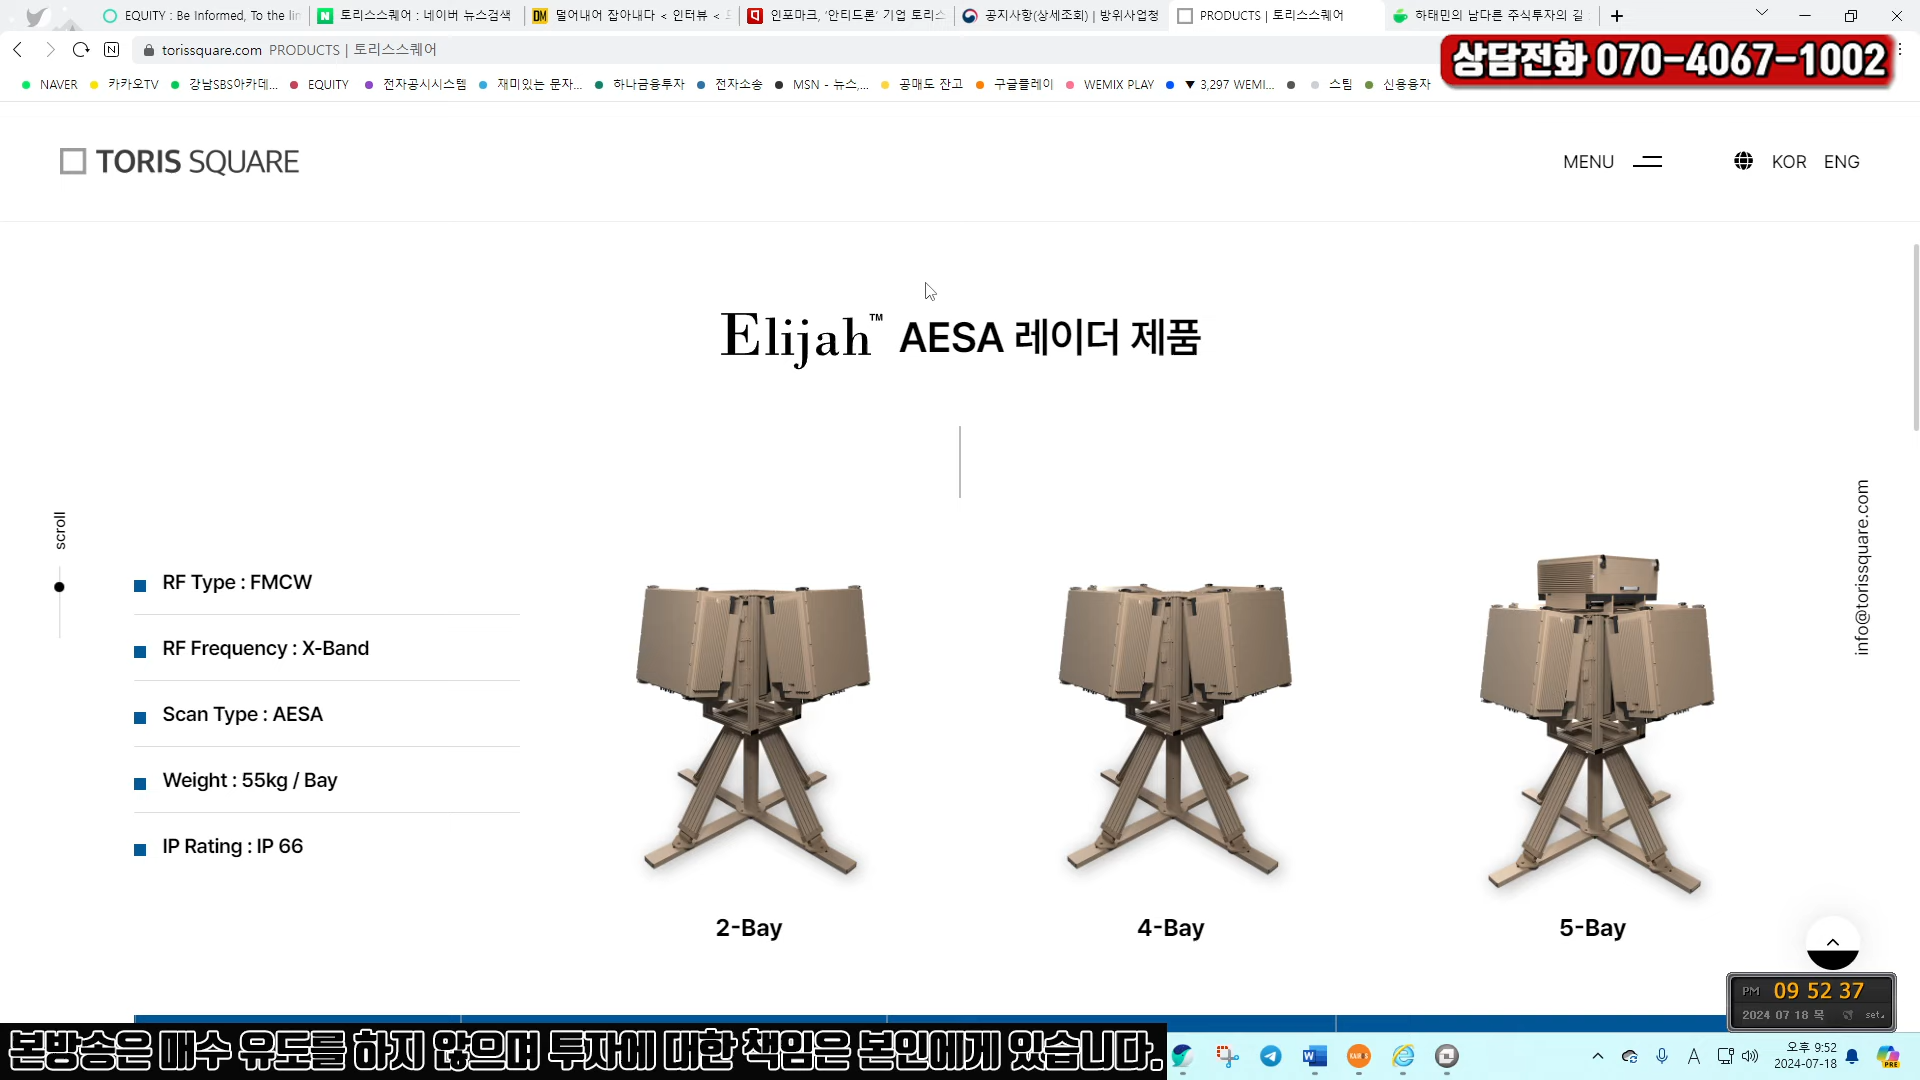 EQUITY : Be Informed, To the lin
토리스스퀘어 : 네이버 뉴스검색
털어내어 잡아내다 < 인터뷰 <
인포마크, ‘안티드론’ 기업 토리스
공지사항(상세조회) | 방위사업청
PRODUCTS | 토리스스퀘어
하태민의 남다른 주식투자의 길
torissquare.com PRODUCTS | 토리스스퀘어
상담전화 070-4067-1002
NAVER
카카오TV
강남SBS아카데...
EQUITY
전자공시시스템
재미있는 문자...
하나금융투자
전자소송
MSN - 뉴스,...
공매도 잔고
구글플레이
WEMIX PLAY
▼ 3,297 WEMI...
스팀
신용융자
TORIS SQUARE
MENU
KOR ENG
Elijah™ AESA 레이더 제품
scroll
info@torissquare.com
RF Type : FMCW
RF Frequency : X-Band
Scan Type : AESA
Weight : 55kg / Bay
IP Rating : IP 66
2-Bay
4-Bay
5-Bay
PM 09 52 37
2024 07 18 목 set
본방송은 매수 유도를 하지 않으며 투자에 대한 책임은 본인에게 있습니다.
A
오후 9:52
2024-07-18
PRE